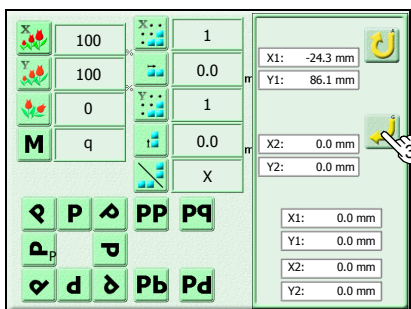 X 100 % X 1
X1: -24.3 mm
Y 100 % 0.0 m
Y1: 86.1 mm
0 Y 1
M q 0.0 m
X2: 0.0 mm
Y2: 0.0 mm
X
P P P PP Pq
X1: 0.0 mm
Y1: 0.0 mm
PP P
X2: 0.0 mm
d d d Pb Pd
Y2: 0.0 mm